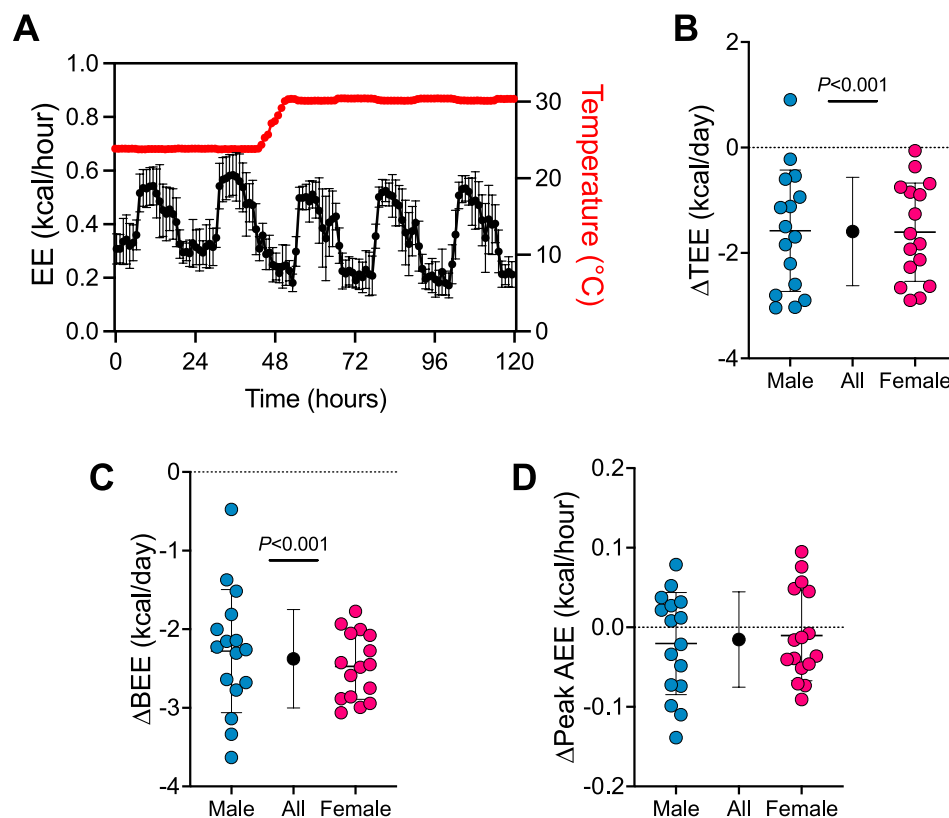 A
EE (kcal/hour)
1.0
0.8
0.6
0.4
0.2
0.0
0
24
48
72
96
120
Time (hours)
30
20
10
0
Temperature (°C)
B
ΔTEE (kcal/day)
2
0
-2
-4
P<0.001
Male
All
Female
C
ΔBEE (kcal/day)
0
-1
-2
-3
-4
P<0.001
Male
All
Female
D
ΔPeak AEE (kcal/hour)
0.2
0.1
0.0
-0.1
-0.2
Male
All
Female